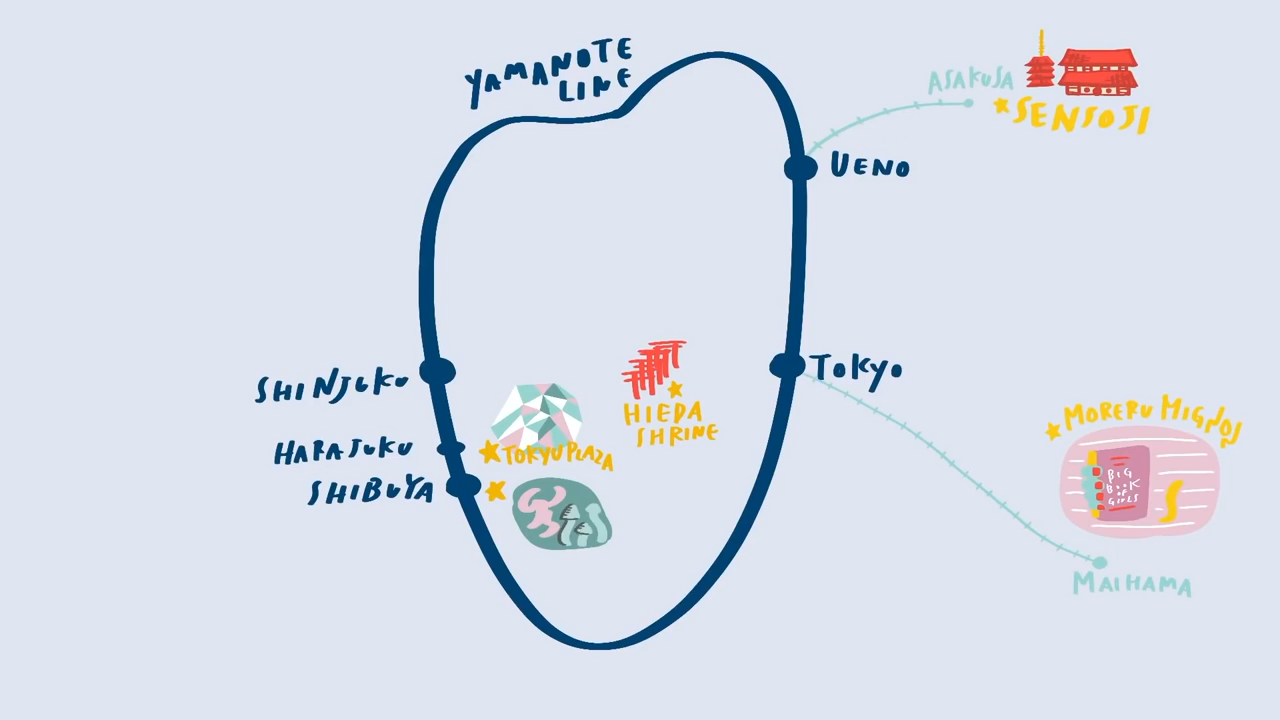 YAMANOTE
LINE
ASAKUSA
SENSOJI
UENO
SHINJUKU
HARAJUKU
SHIBUYA
TOKYU PLAZA
HIEDA
SHRINE
TOKYO
MORERU MIGNON
BIG
BOOK
OF
GIRLS
MAIHAMA